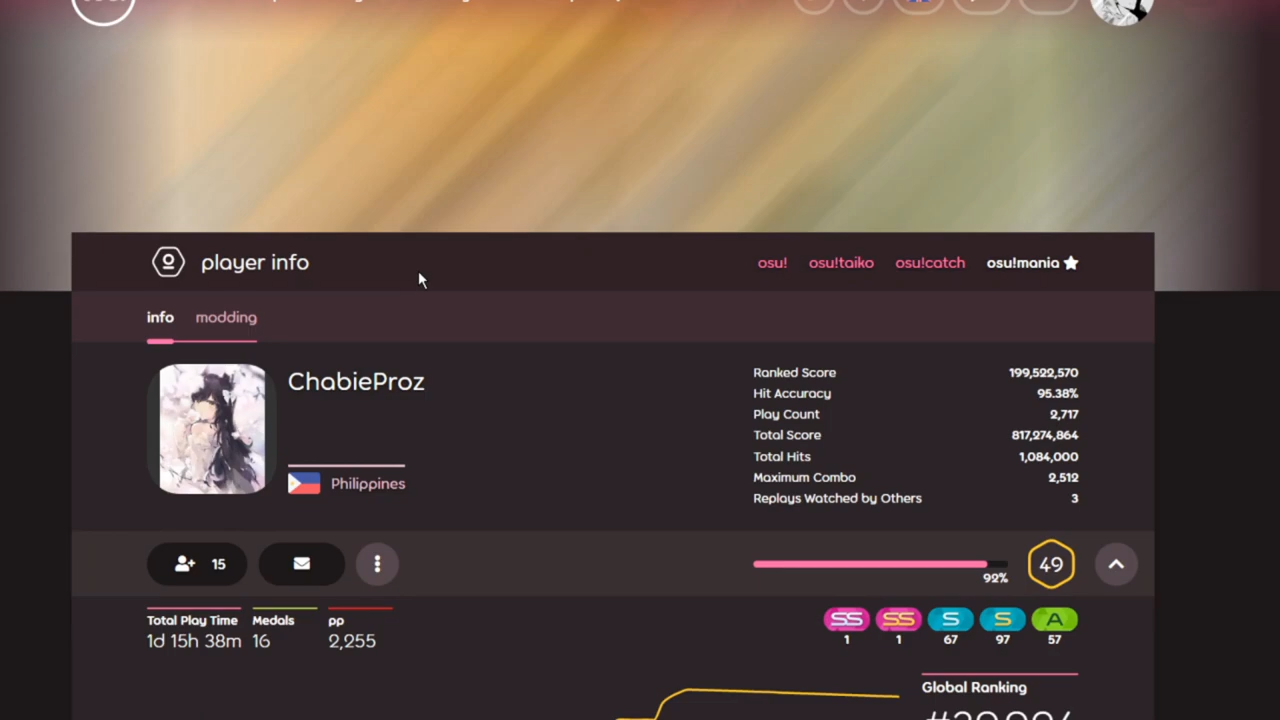 player info
osu! osu!taiko osu!catch osu!mania
info modding
ChabieProz
Philippines
Ranked Score 199,522,570
Hit Accuracy 95.38%
Play Count 2,717
Total Score 817,274,864
Total Hits 1,084,000
Maximum Combo 2,512
Replays Watched by Others 3
15
92%
49
Total Play Time Medals pp
1d 15h 38m 16 2,255
SS SS S S A
1 1 67 97 57
Global Ranking